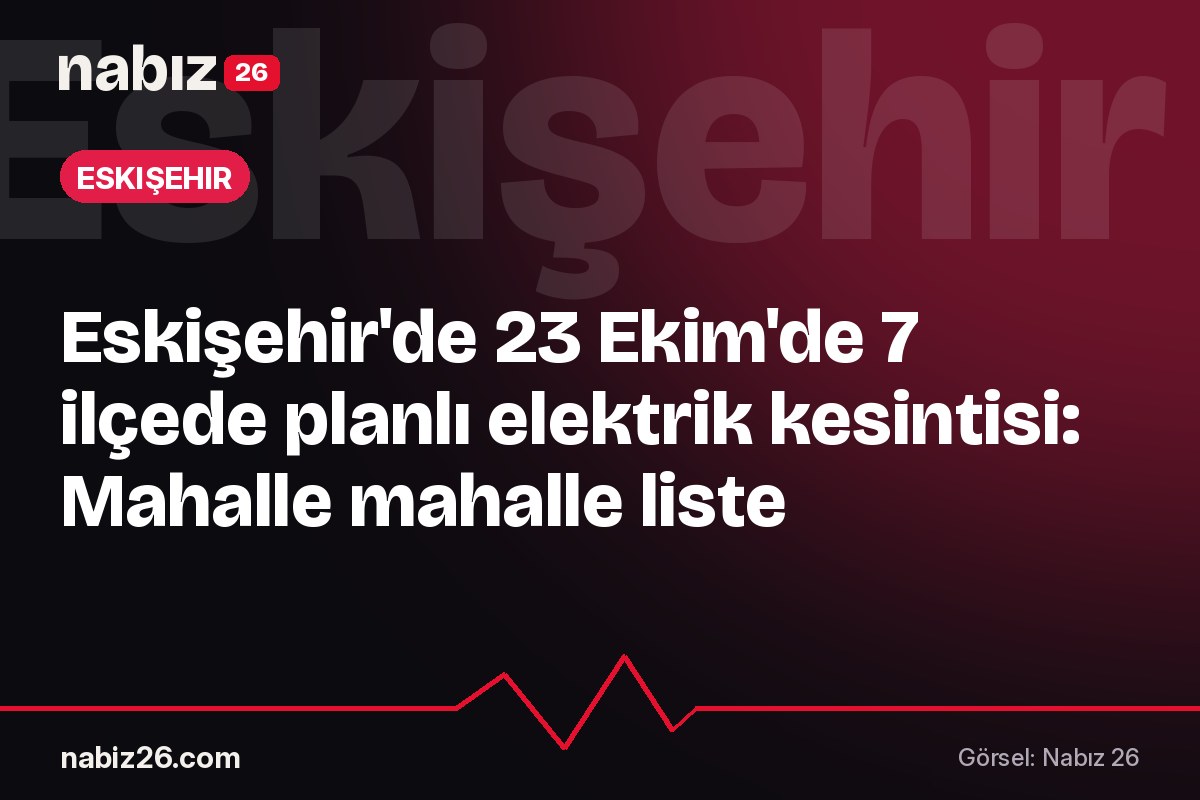 Eskişehir
nabız 26
ESKIŞEHIR
Eskişehir'de 23 Ekim'de 7
ilçede planlı elektrik kesintisi:
Mahalle mahalle liste
nabiz26.com
Görsel: Nabız 26